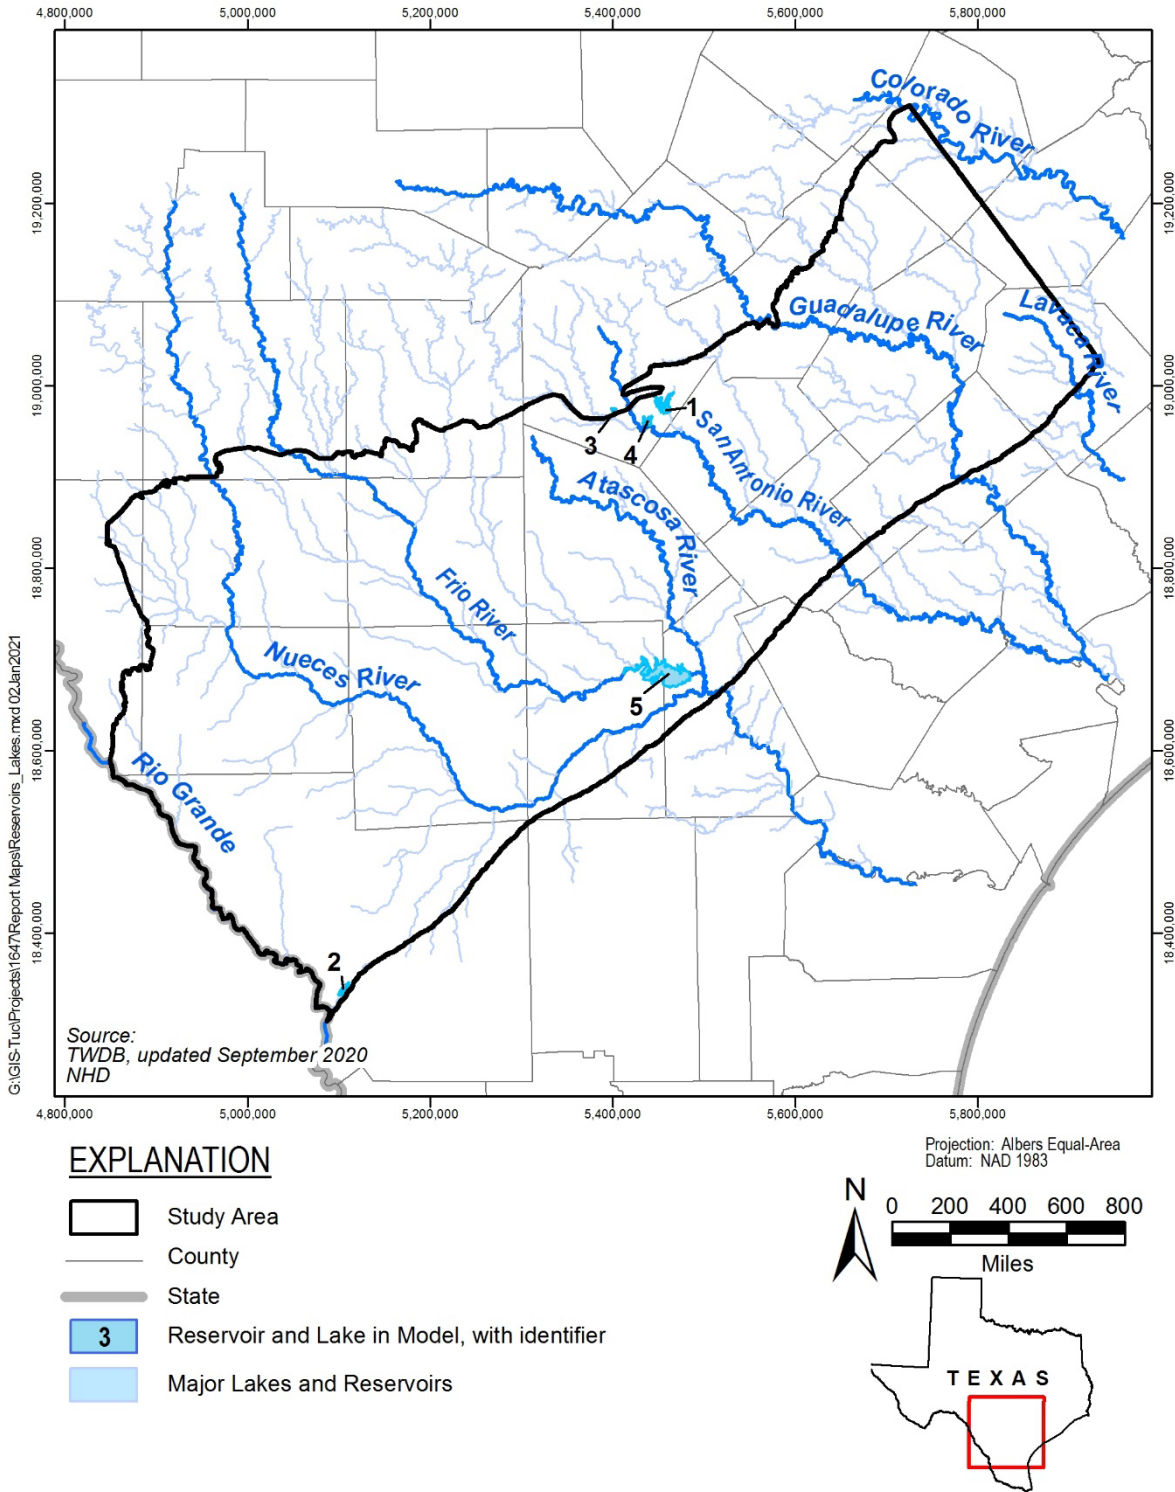 4,800,000 5,000,000 5,200,000 5,400,000 5,600,000 5,800,000
Colorado River
19,200,000 19,200,000
Guadalupe River
Lavaca River
19,000,000 19,000,000
1
3
4
San Antonio River
Atascosa River
18,800,000 18,800,000
Frio River
Nueces River
5
18,600,000 18,600,000
Rio Grande
18,400,000 18,400,000
2
G:\GIS-Tuc\Projects\1647\Report Maps\Reservoirs_Lakes.mxd 02Jan2021
Source:
TWDB, updated September 2020
NHD
4,800,000 5,000,000 5,200,000 5,400,000 5,600,000 5,800,000
EXPLANATION
Study Area
County
State
3 Reservoir and Lake in Model, with identifier
Major Lakes and Reservoirs
Projection: Albers Equal-Area
Datum: NAD 1983
N
0 200 400 600 800
Miles
TEXAS